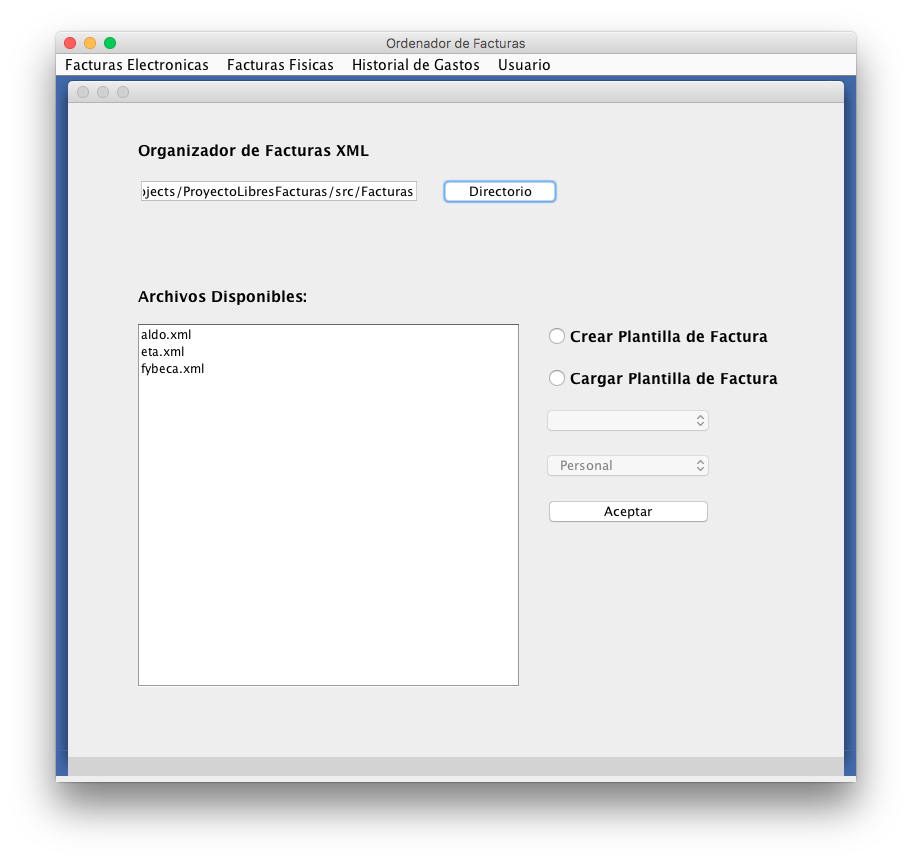 Ordenador de Facturas
Facturas Electronicas Facturas Fisicas Historial de Gastos Usuario
Organizador de Facturas XML
jects/ProyectoLibresFacturas/src/Facturas Directorio
Archivos Disponibles:
aldo.xml
eta.xml
fybeca.xml
Crear Plantilla de Factura
Cargar Plantilla de Factura
Personal
Aceptar